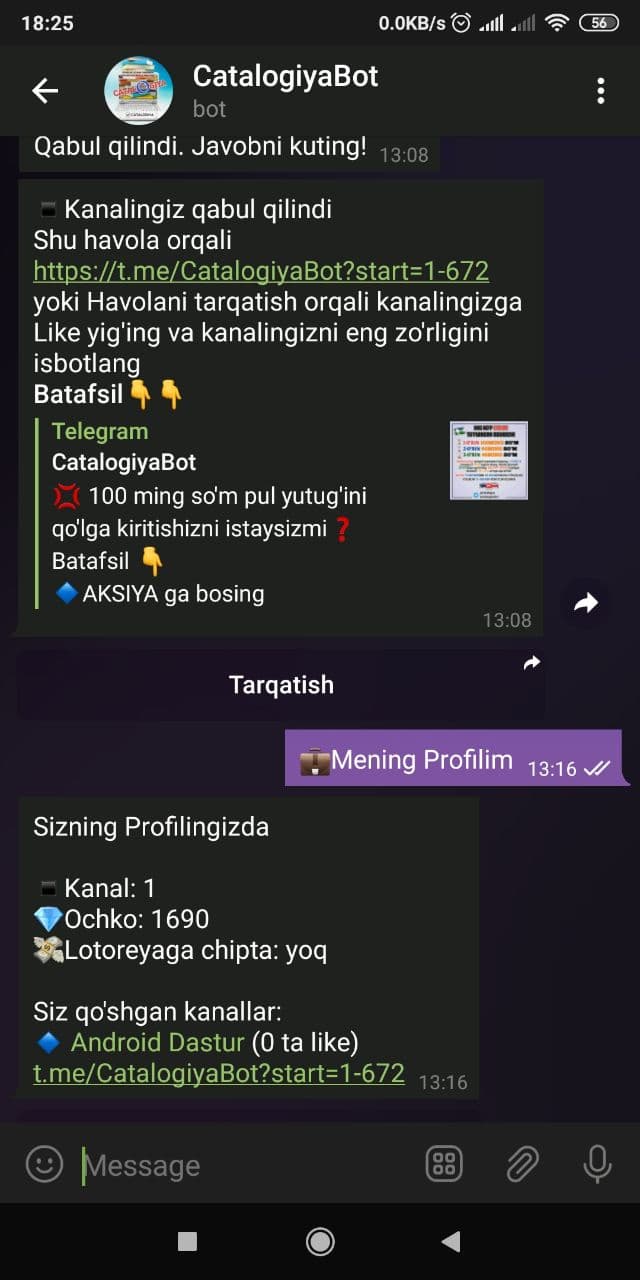 18:25
0.0KB/s
56
CatalogiyaBot
bot
Qabul qilindi. Javobni kuting! 13:08
Kanalingiz qabul qilindi
Shu havola orqali
https://t.me/CatalogiyaBot?start=1-672
yoki Havolani tarqatish orqali kanalingizga
Like yig'ing va kanalingizni eng zo'rligini
isbotlang
Batafsil👇👇
Telegram
CatalogiyaBot
💢 100 ming so'm pul yutug'ini
qo'lga kiritishizni istaysizmi❓
Batafsil 👇
🔷AKSIYA ga bosing
13:08
Tarqatish
💼Mening Profilim 13:16
Sizning Profilingizda
▪️Kanal: 1
💎Ochko: 1690
💸Lotoreyaga chipta: yoq
Siz qo'shgan kanallar:
🔹 Android Dastur (0 ta like)
t.me/CatalogiyaBot?start=1-672 13:16
Message